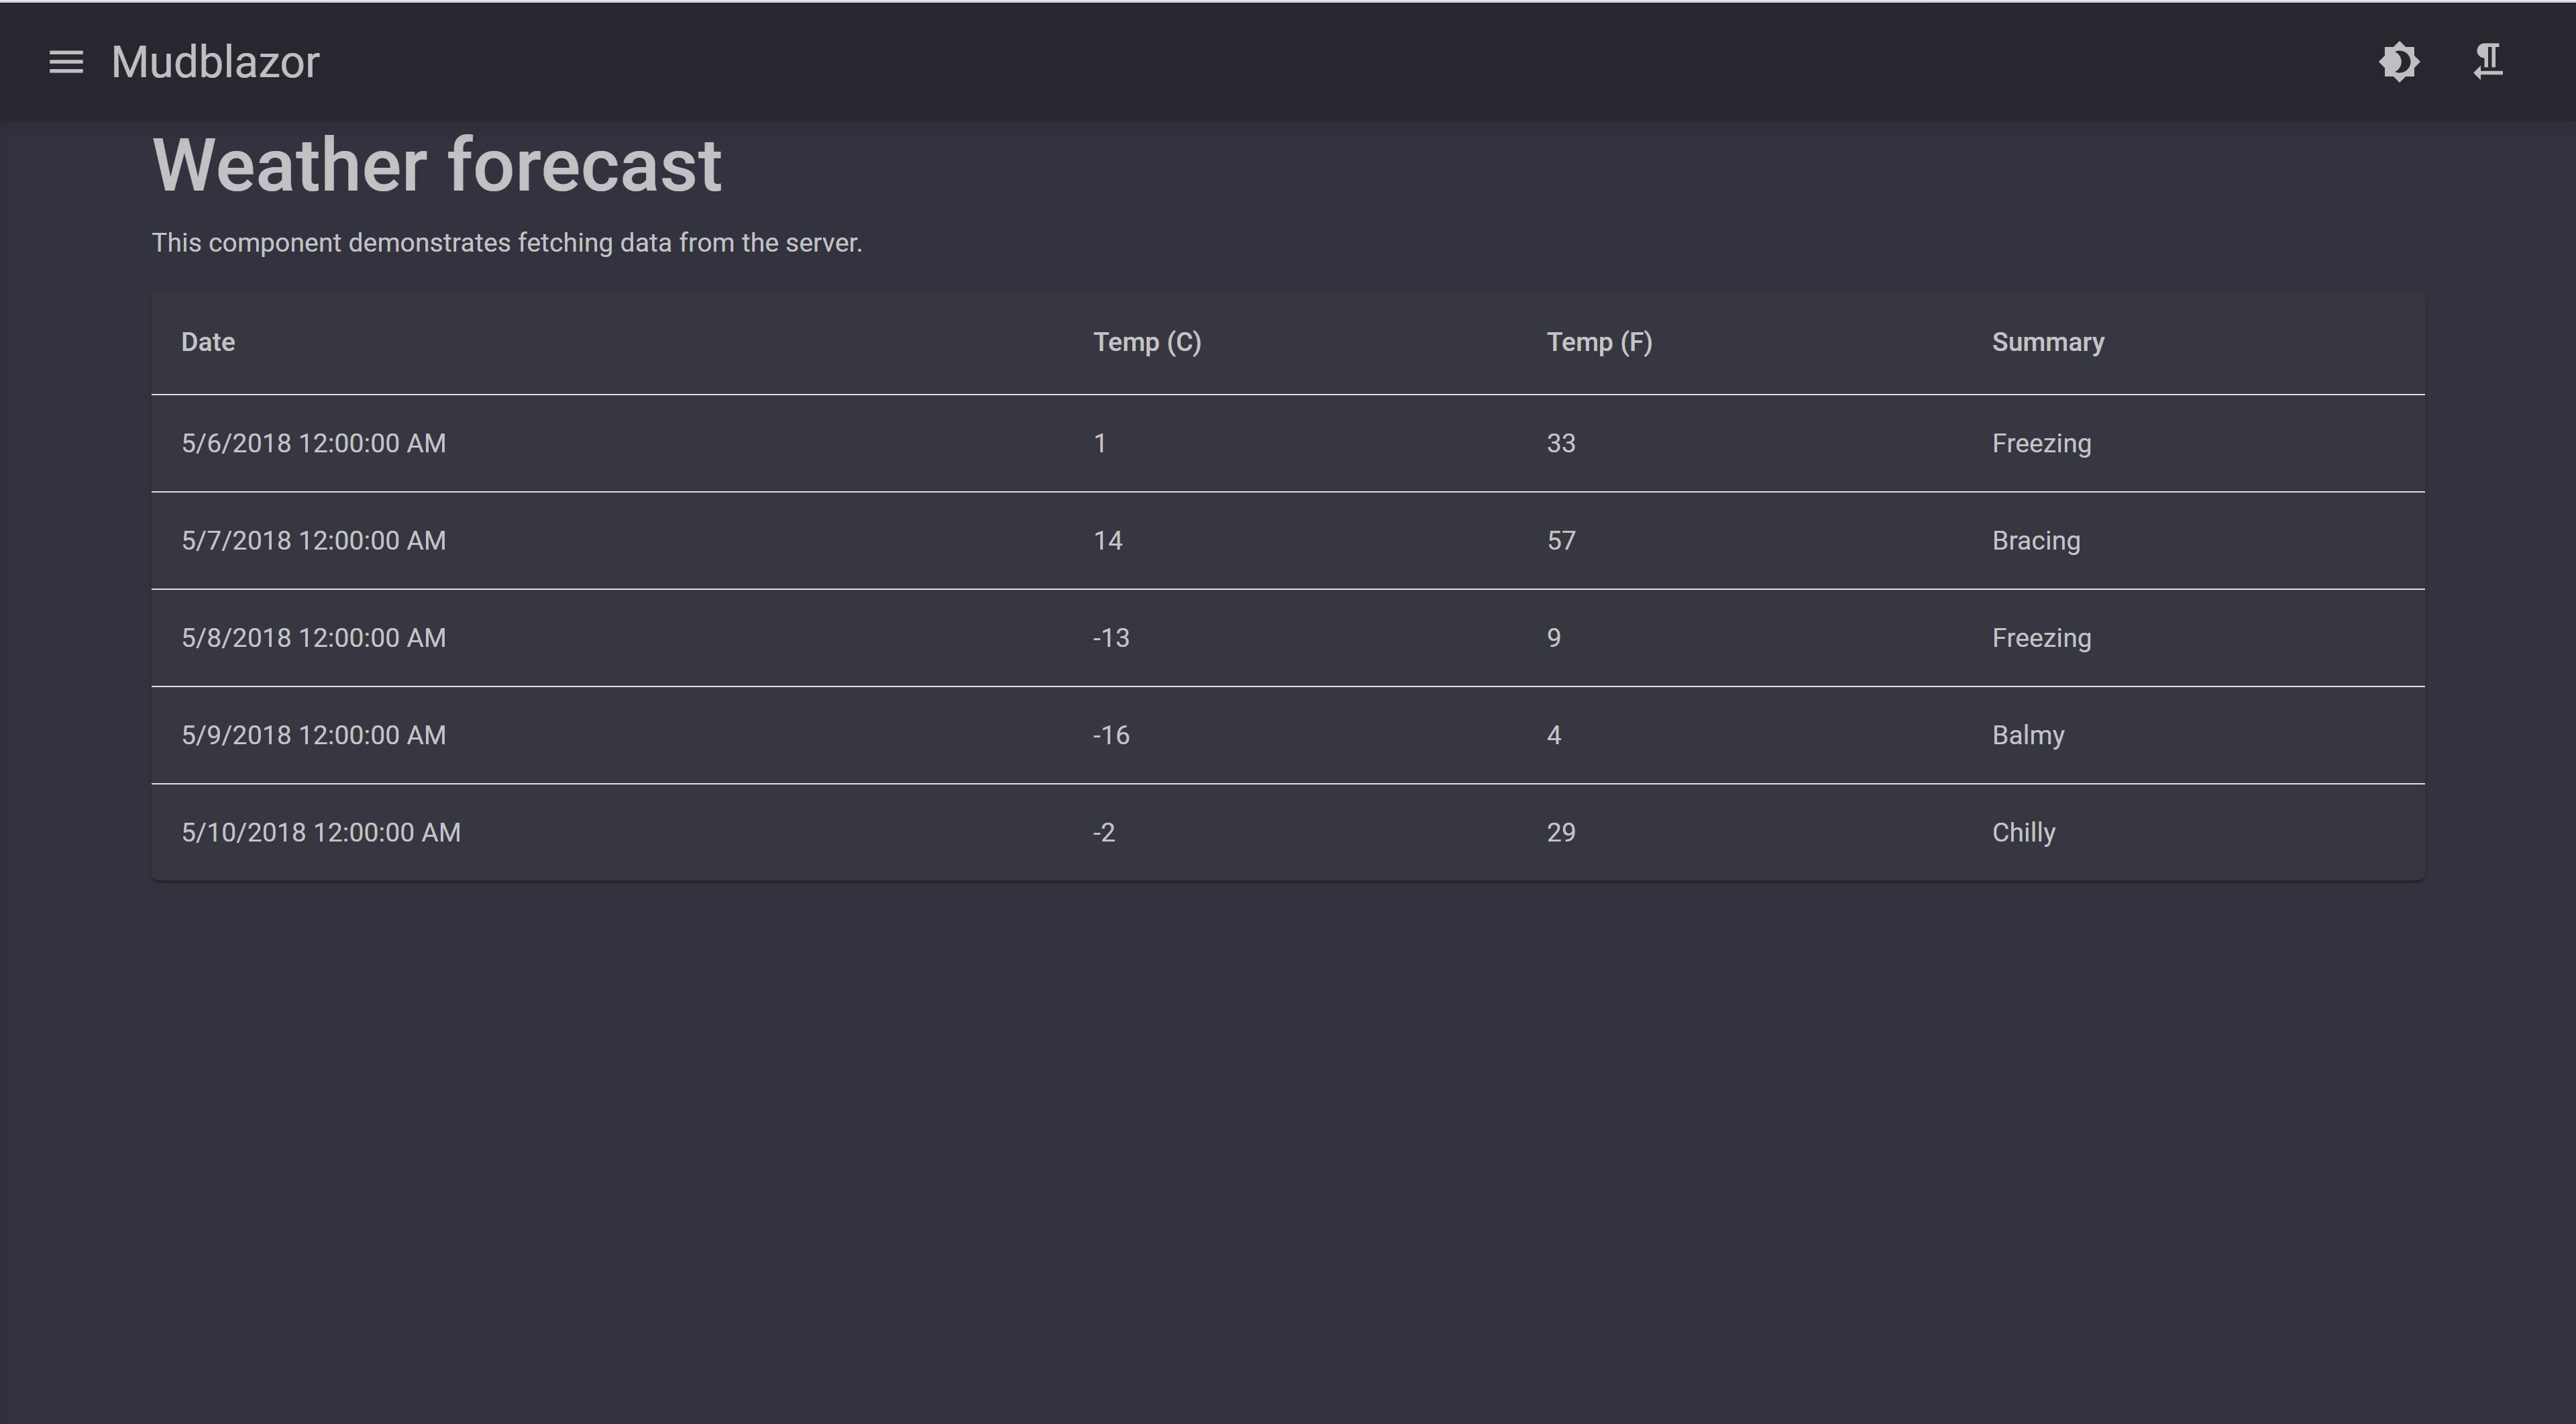 Mudblazor
Weather forecast
This component demonstrates fetching data from the server.
Date Temp (C) Temp (F) Summary
5/6/2018 12:00:00 AM 1 33 Freezing
5/7/2018 12:00:00 AM 14 57 Bracing
5/8/2018 12:00:00 AM -13 9 Freezing
5/9/2018 12:00:00 AM -16 4 Balmy
5/10/2018 12:00:00 AM -2 29 Chilly